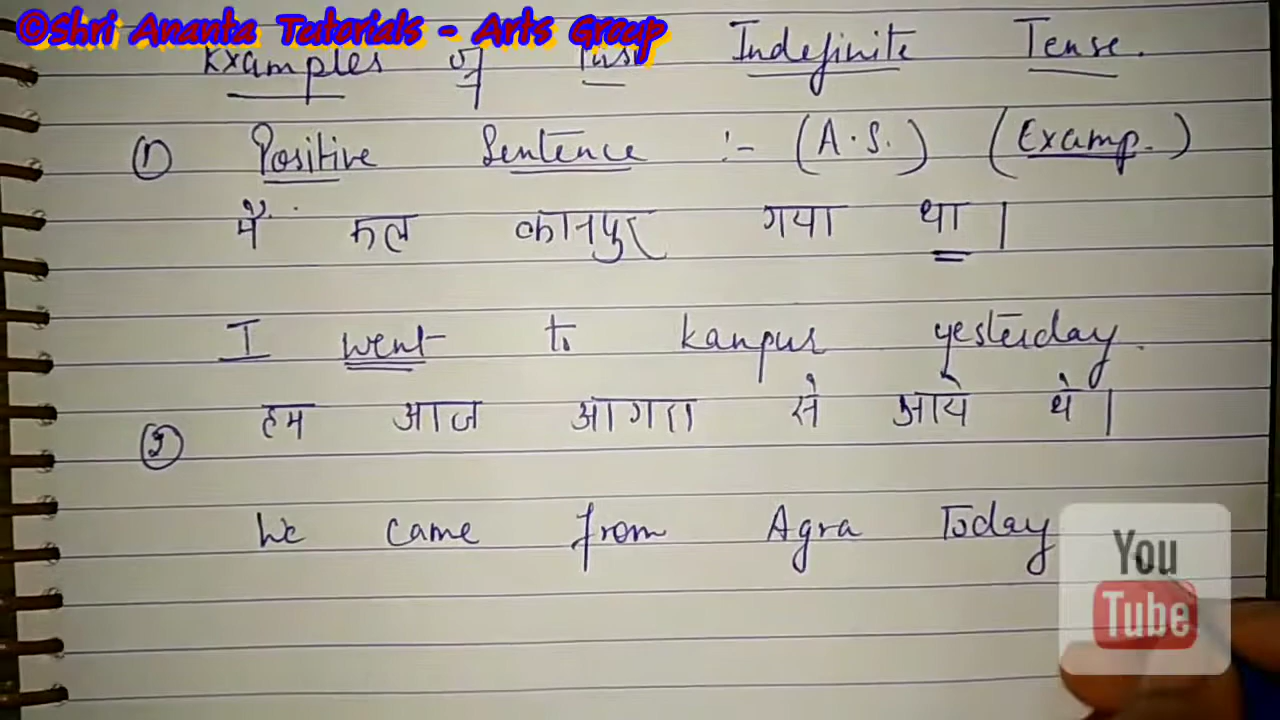 ©Shri Ananta Tutorials - Arts Group
Examples of Past Indefinite Tense.
① Positive Sentence :- (A.S.) (Examp.)
मैं कल कानपुर गया था |
I went to kanpur yesterday.
② हम आज आगरा से आये थे |
We came from Agra Today
You
Tube